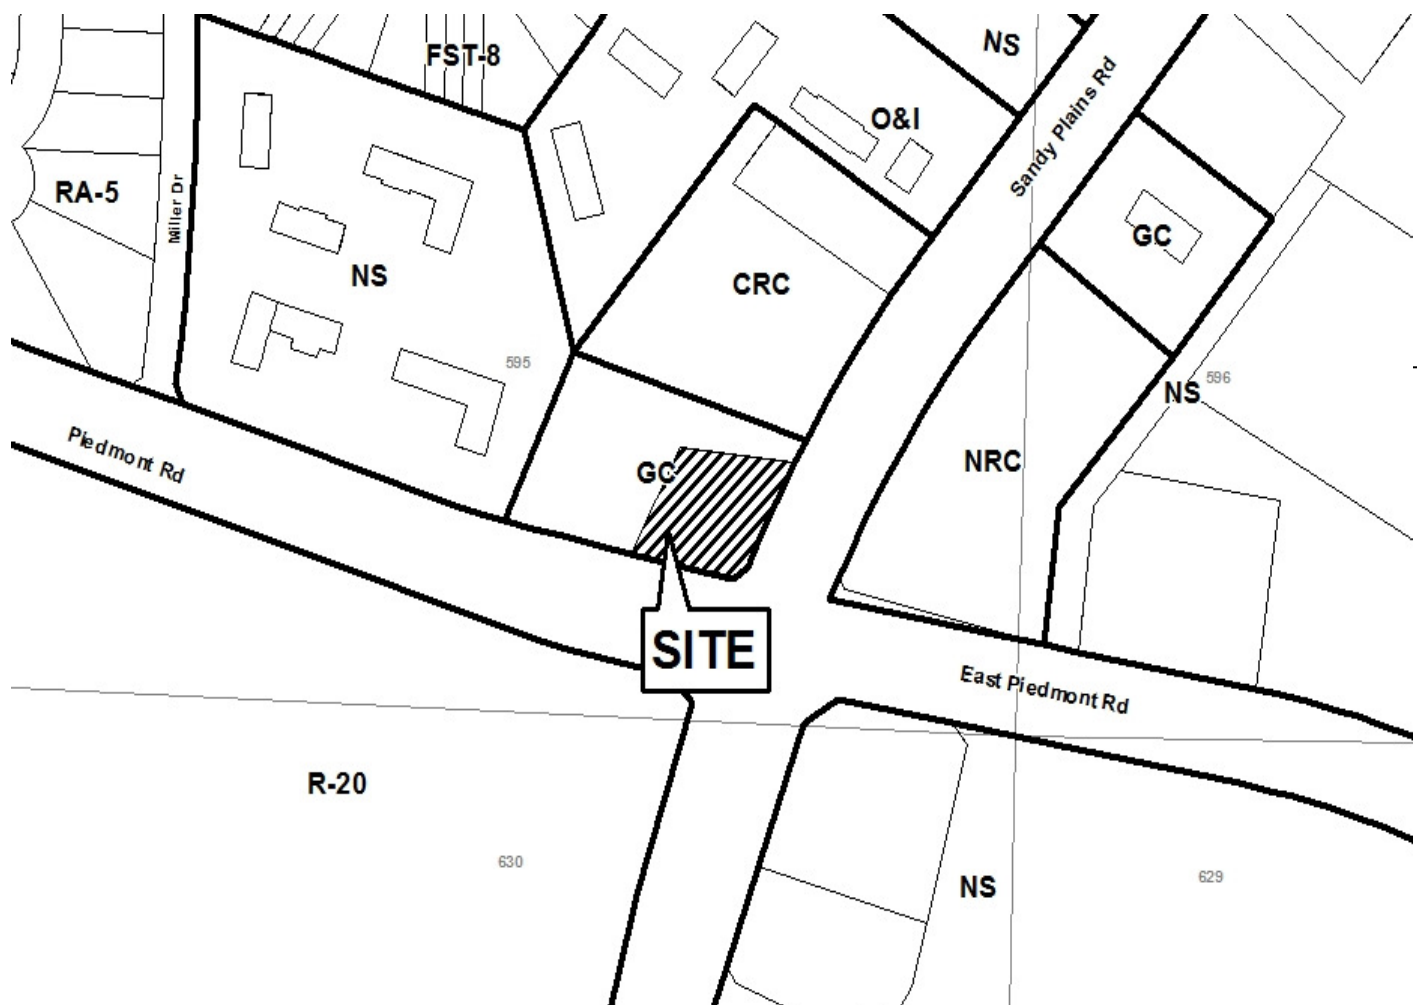 NS
FST-8
O&I
Sandy Plains Rd
RA-5
Miller Dr
GC
NS
CRC
595
596
NS
Piedmont Rd
NRC
GC
SITE
East Piedmont Rd
R-20
630
629
NS